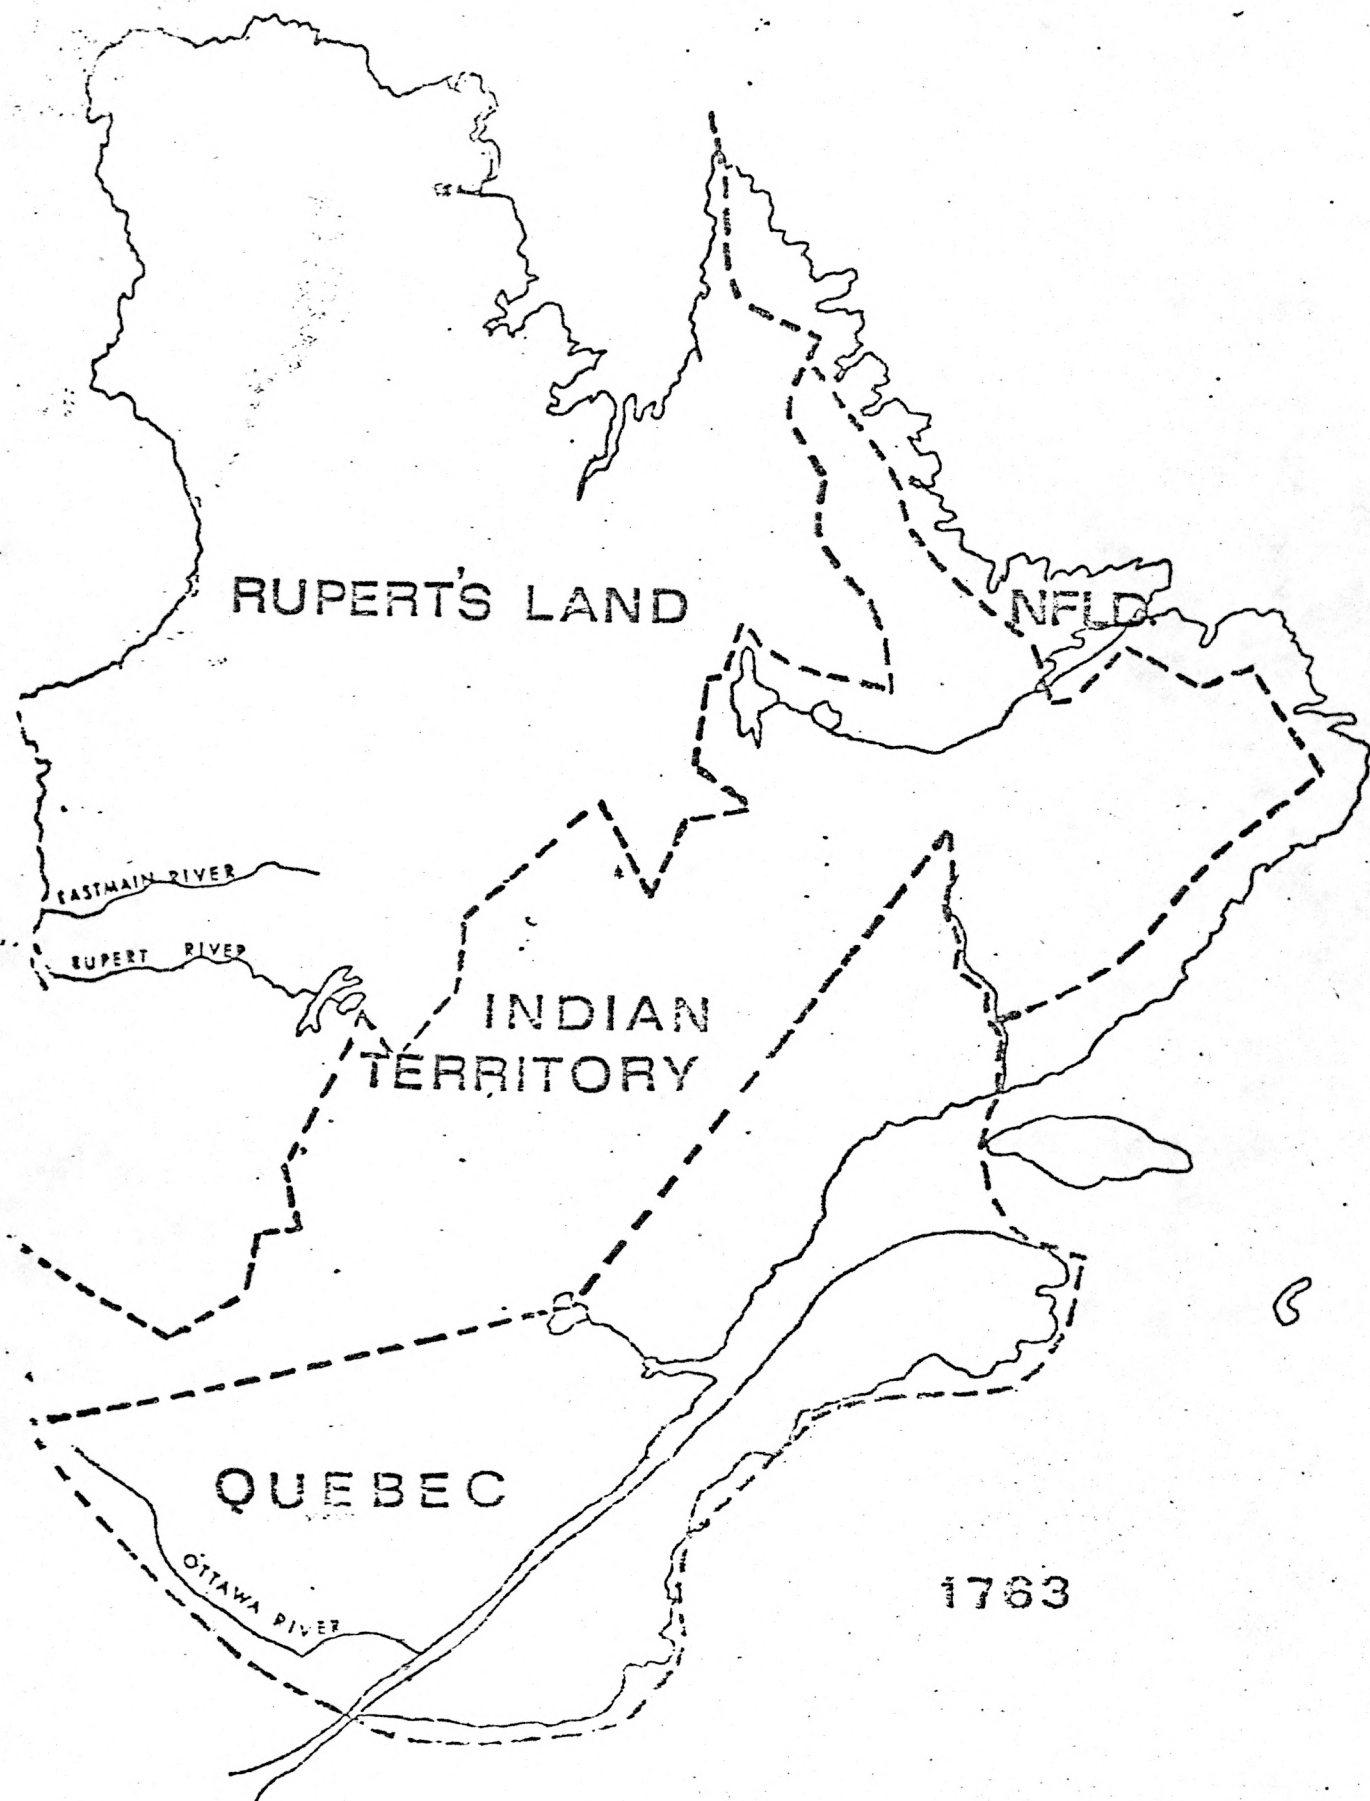 RUPERT'S LAND
NFLD.
EASTMAIN RIVER
RUPERT RIVER
INDIAN
TERRITORY
QUEBEC
OTTAWA RIVER
1763